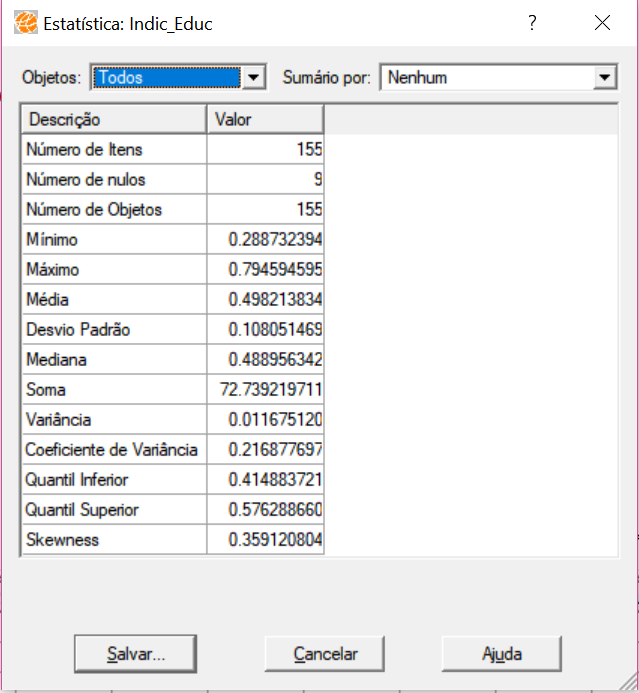 Estatística: Indic_Educ
Objetos: Todos Sumário por: Nenhum
Descrição Valor
Número de Itens 155
Número de nulos 9
Número de Objetos 155
Mínimo 0.288732394
Máximo 0.794594595
Média 0.498213834
Desvio Padrão 0.108051469
Mediana 0.488956342
Soma 72.739219711
Variância 0.011675120
Coeficiente de Variância 0.216877697
Quantil Inferior 0.414883721
Quantil Superior 0.576288660
Skewness 0.359120804
Salvar... Cancelar Ajuda